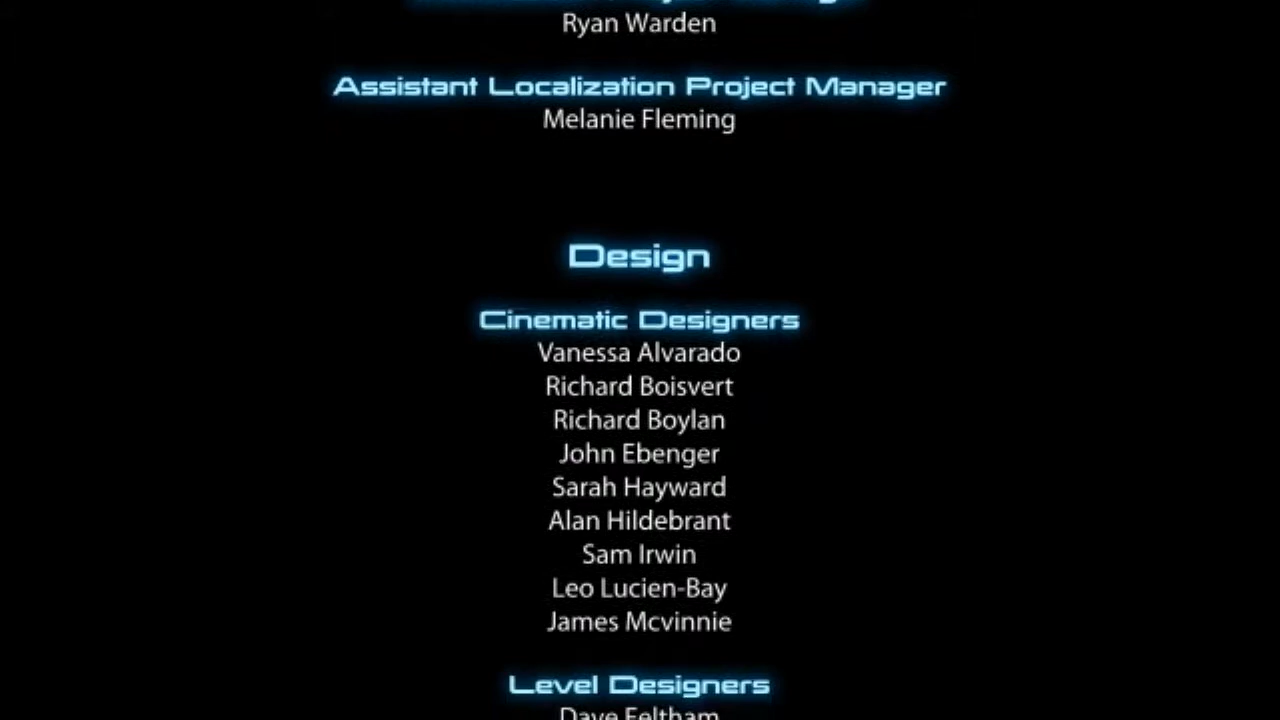 Ryan Warden
Assistant Localization Project Manager
Melanie Fleming
Design
Cinematic Designers
Vanessa Alvarado
Richard Boisvert
Richard Boylan
John Ebenger
Sarah Hayward
Alan Hildebrant
Sam Irwin
Leo Lucien-Bay
James Mcvinnie
Level Designers
Dave Feltham